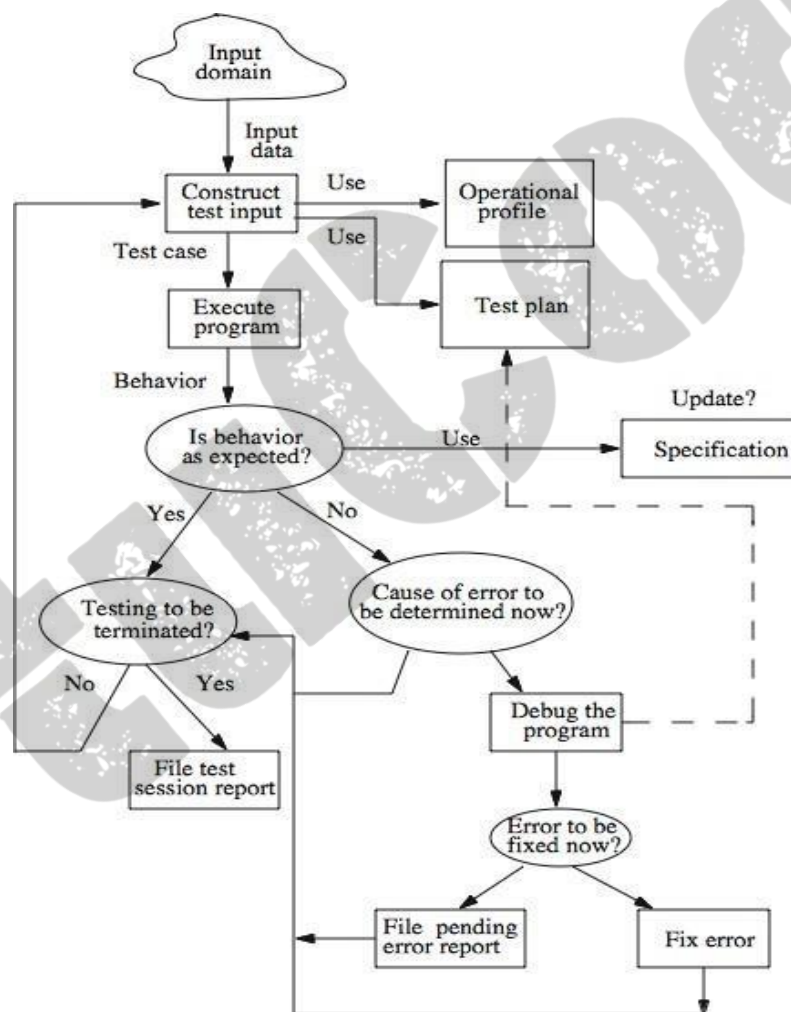 Input
domain
Input
data
Construct
test input
Use
Operational
profile
Use
Test case
Test plan
Execute
program
Behavior
Update?
Is behavior
as expected?
Use
Specification
Yes
No
Testing to be
terminated?
Cause of error to
be determined now?
No
Yes
Debug the
program
File test
session report
Error to be
fixed now?
File pending
error report
Fix error